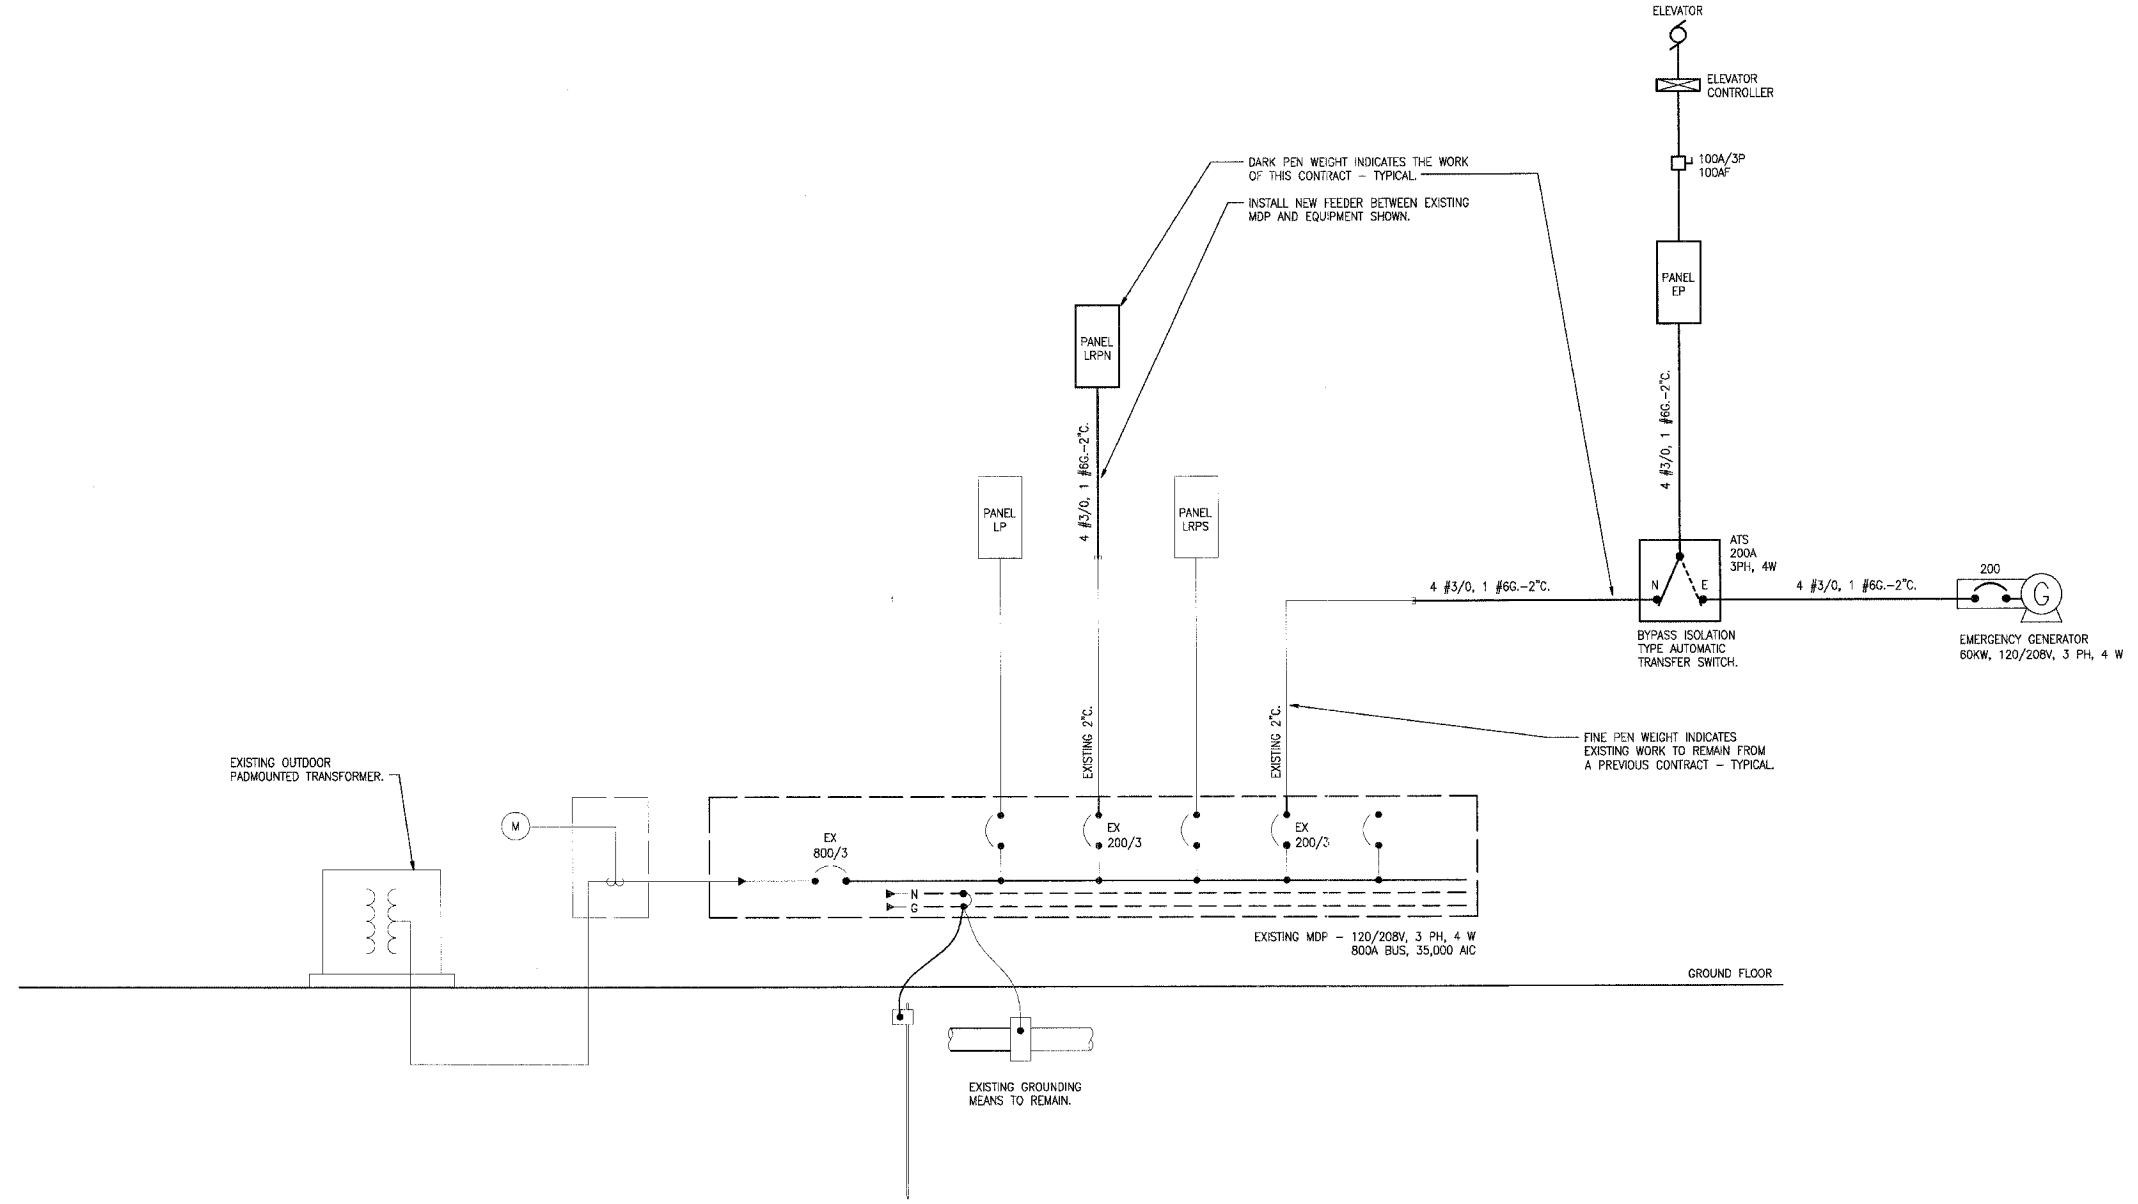 ELEVATOR
ELEVATOR
CONTROLLER
100A/3P
100AF
DARK PEN WEIGHT INDICATES THE WORK
OF THIS CONTRACT – TYPICAL.
INSTALL NEW FEEDER BETWEEN EXISTING
MDP AND EQUIPMENT SHOWN.
PANEL
EP
PANEL
LRPN
4 #3/0, 1 #6G.–2"C.
4 #3/0, 1 #6G.–2"C.
PANEL
LP
PANEL
LRPS
ATS
200A
3PH, 4W
N
E
4 #3/0, 1 #6G.–2"C.
4 #3/0, 1 #6G.–2"C.
200
G
BYPASS ISOLATION
TYPE AUTOMATIC
TRANSFER SWITCH.
EMERGENCY GENERATOR
60KW, 120/208V, 3 PH, 4 W
EXISTING 2"C.
EXISTING 2"C.
FINE PEN WEIGHT INDICATES
EXISTING WORK TO REMAIN FROM
A PREVIOUS CONTRACT – TYPICAL.
EXISTING OUTDOOR
PADMOUNTED TRANSFORMER.
M
EX
800/3
EX
200/3
EX
200/3
N
G
EXISTING MDP – 120/208V, 3 PH, 4 W
800A BUS, 35,000 AIC
GROUND FLOOR
EXISTING GROUNDING
MEANS TO REMAIN.